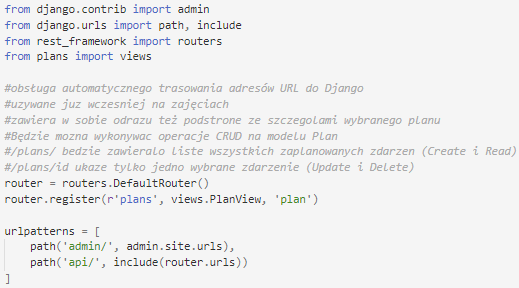 from django.contrib import admin
from django.urls import path, include
from rest_framework import routers
from plans import views
#obsługa automatycznego trasowania adresów URL do Django
#uzywane juz wczesniej na zajęciach
#zawiera w sobie odrazu też podstrone ze szczegolami wybranego planu
#Będzie mozna wykonywac operacje CRUD na modelu Plan
#/plans/ bedzie zawieralo liste wszystkich zaplanowanych zdarzen (Create i Read)
#/plans/id ukaze tylko jedno wybrane zdarzenie (Update i Delete)
router = routers.DefaultRouter()
router.register(r'plans', views.PlanView, 'plan')
urlpatterns = [
    path('admin/', admin.site.urls),
    path('api/', include(router.urls))
]